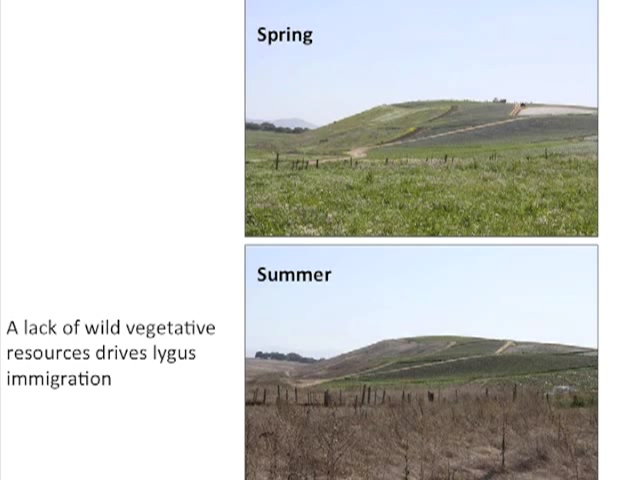 Spring
Summer
A lack of wild vegetative
resources drives lygus
immigration